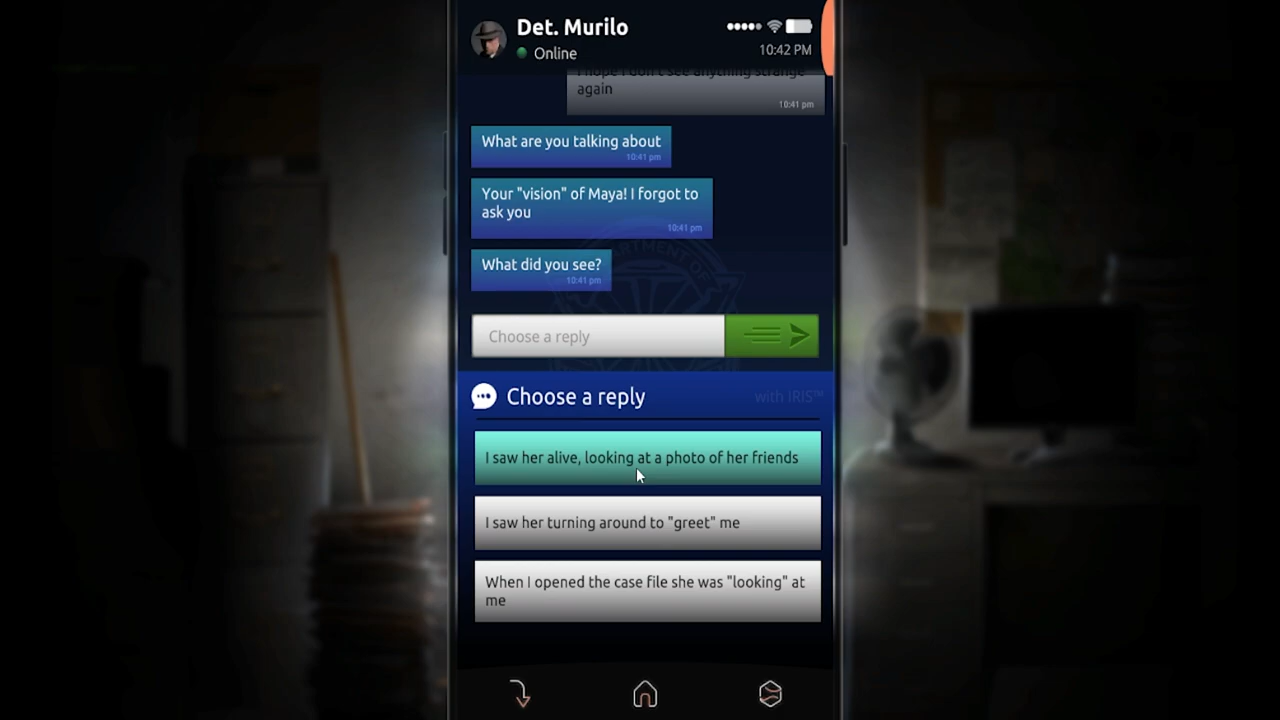 Det. Murilo
Online
10:42 PM
I hope I don't see anything strange
again
10:41 pm
What are you talking about
10:41 pm
Your "vision" of Maya! I forgot to
ask you
10:41 pm
What did you see?
10:41 pm
ARTMENT OF
Choose a reply
Choose a reply
with IRIS™
I saw her alive, looking at a photo of her friends
I saw her turning around to "greet" me
When I opened the case file she was "looking" at
me